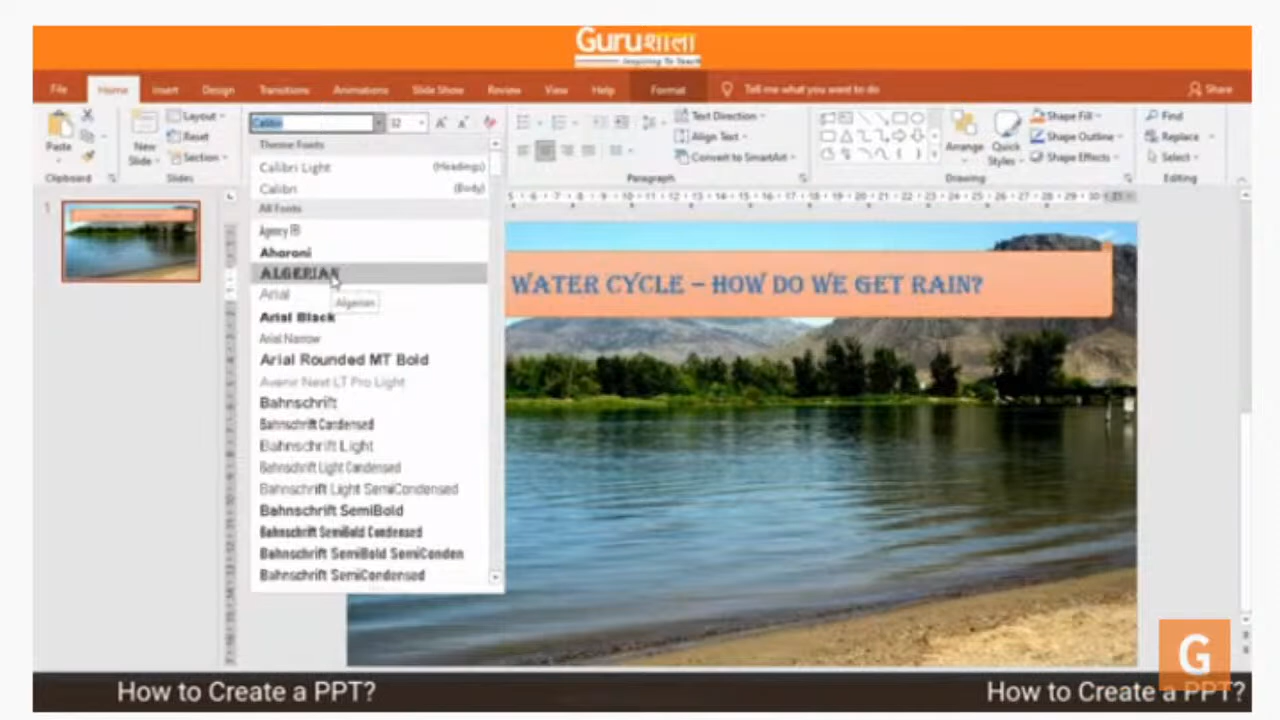 Guruशाला
Inspiring To Teach
File Home Insert Design Transitions Animations Slide Show Review View Help Format Tell me what you want to do Share
Paste
Clipboard
New
Slide
Layout
Reset
Section
Slides
Calibri 32
Theme Fonts
Calibri Light (Headings)
Calibri (Body)
All Fonts
Agency FB
Aharoni
ALGERIAN
Arial
Algerian
Arial Black
Arial Narrow
Arial Rounded MT Bold
Avenir Next LT Pro Light
Bahnschrift
Bahnschrift Condensed
Bahnschrift Light
Bahnschrift Light Condensed
Bahnschrift Light SemiCondensed
Bahnschrift SemiBold
Bahnschrift SemiBold Condensed
Bahnschrift SemiBold SemiConden
Bahnschrift SemiCondensed
Text Direction
Align Text
Convert to SmartArt
Paragraph
Arrange
Quick
Styles
Shape Fill
Shape Outline
Shape Effects
Drawing
Find
Replace
Select
Editing
1
WATER CYCLE – HOW DO WE GET RAIN?
G
How to Create a PPT? How to Create a PPT?